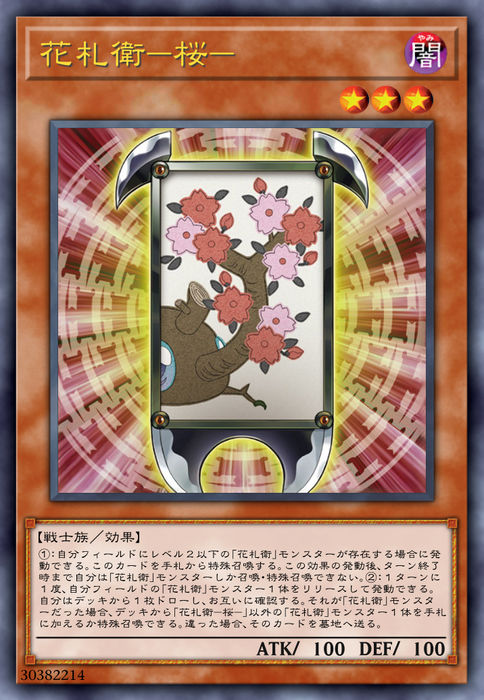 花札衛－桜－
やみ
闇
【戦士族／効果】
①：自分フィールドにレベル２以下の「花札衛」モンスターが存在する場合に発
動できる。このカードを手札から特殊召喚する。この効果の発動後、ターン終了
時まで自分は「花札衛」モンスターしか召喚・特殊召喚できない。②：１ターンに
１度、自分フィールドの「花札衛」モンスター１体をリリースして発動できる。
自分はデッキから１枚ドローし、お互いに確認する。それが「花札衛」モンスタ
ーだった場合、デッキから「花札衛－桜－」以外の「花札衛」モンスター１体を手札
に加えるか特殊召喚できる。違った場合、そのカードを墓地へ送る。
ATK/ 100 DEF/ 100
30382214